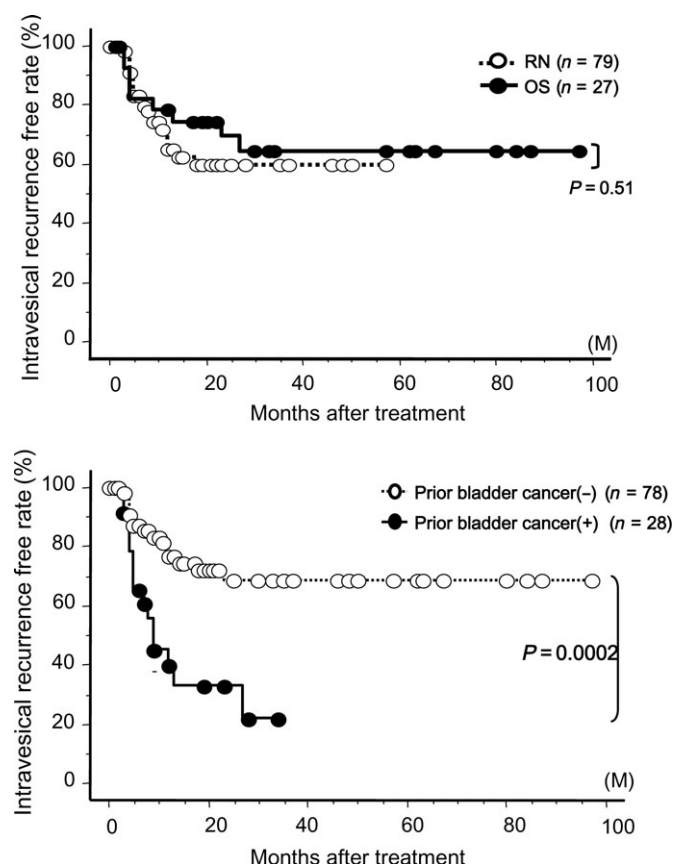 Intravesical recurrence free rate (%)
100
80
60
40
20
0
RN (n = 79)
OS (n = 27)
P = 0.51
(M)
0 20 40 60 80 100
Months after treatment
Intravesical recurrence free rate (%)
100
80
60
40
20
0
Prior bladder cancer(–) (n = 78)
Prior bladder cancer(+) (n = 28)
P = 0.0002
(M)
0 20 40 60 80 100
Months after treatment